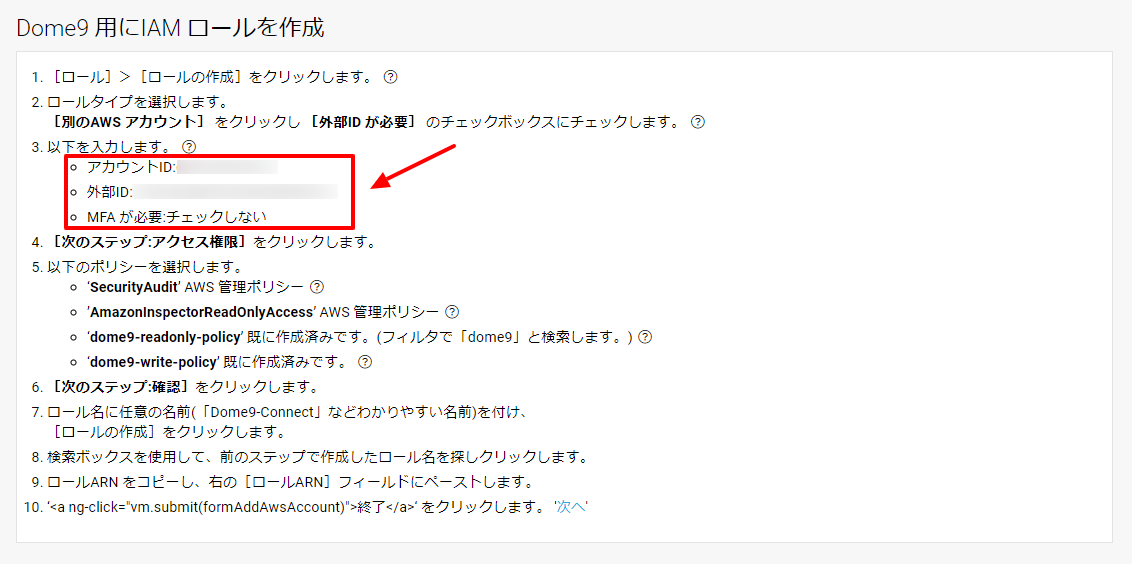 Dome9 用にIAM ロールを作成
1. ［ロール］＞［ロールの作成］をクリックします。
2. ロールタイプを選択します。
［別のAWS アカウント］ をクリックし ［外部ID が必要］ のチェックボックスにチェックします。
3. 以下を入力します。
アカウントID:
外部ID:
MFA が必要:チェックしない
4. ［次のステップ:アクセス権限］をクリックします。
5. 以下のポリシーを選択します。
‘SecurityAudit’ AWS 管理ポリシー
’AmazonInspectorReadOnlyAccess’ AWS 管理ポリシー
‘dome9-readonly-policy’ 既に作成済みです。(フィルタで「dome9」と検索します。)
‘dome9-write-policy’ 既に作成済みです。
6. ［次のステップ:確認］をクリックします。
7. ロール名に任意の名前(「Dome9-Connect」などわかりやすい名前)を付け、
［ロールの作成］をクリックします。
8. 検索ボックスを使用して、前のステップで作成したロール名を探しクリックします。
9. ロールARN をコピーし、右の［ロールARN］フィールドにペーストします。
10. ‘<a ng-click="vm.submit(formAddAwsAccount)">終了</a>‘ をクリックします。 '次へ'